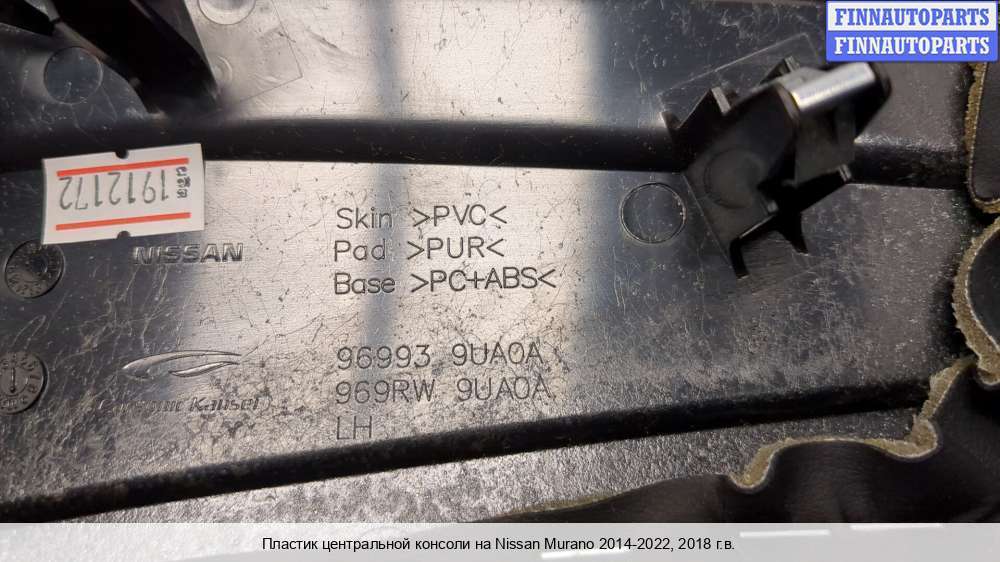 FINNAUTOPARTS
FINNAUTOPARTS
1912172
NISSAN
Skin >PVC<
Pad >PUR<
Base >PC+ABS<
96993 9UA0A
969RW 9UA0A
LH
Kansei
Пластик центральной консоли на Nissan Murano 2014-2022, 2018 г.в.